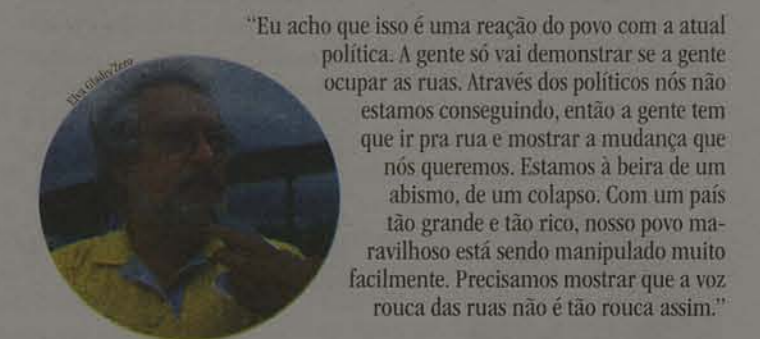 Elva Gladis/Zero
“Eu acho que isso é uma reação do povo com a atual
política. A gente só vai demonstrar se a gente
ocupar as ruas. Através dos políticos nós não
estamos conseguindo, então a gente tem
que ir pra rua e mostrar a mudança que
nós queremos. Estamos à beira de um
abismo, de um colapso. Com um país
tão grande e tão rico, nosso povo ma-
ravilhoso está sendo manipulado muito
facilmente. Precisamos mostrar que a voz
rouca das ruas não é tão rouca assim.”